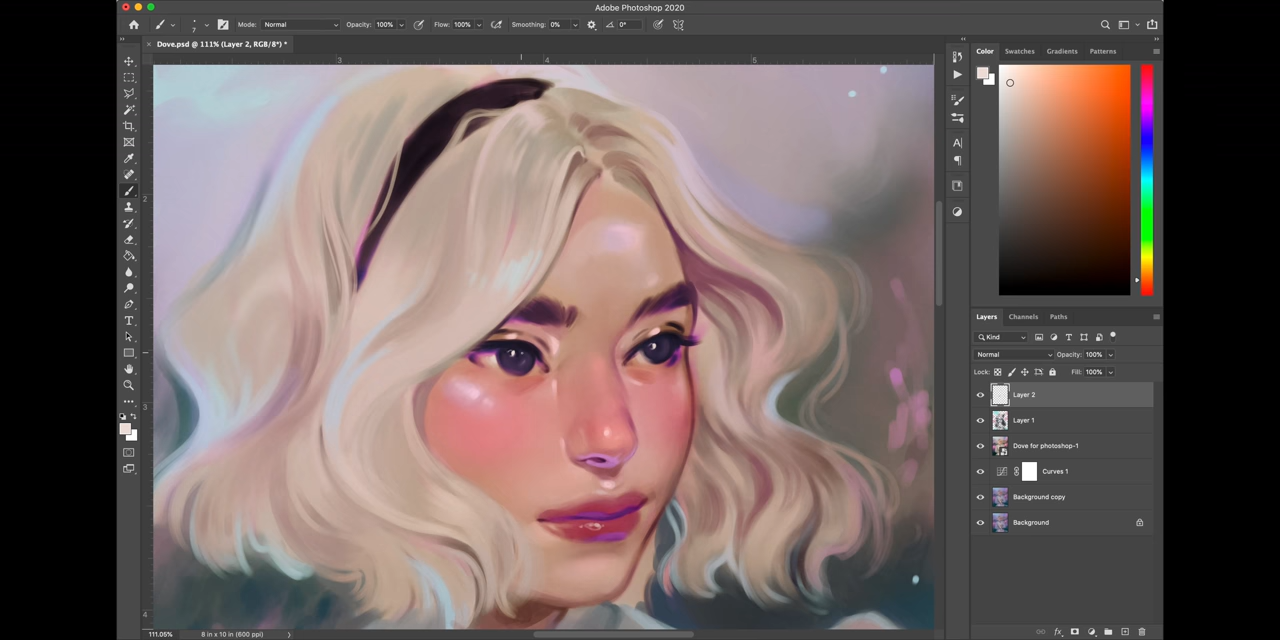 Adobe Photoshop 2020
7
Mode: Normal Opacity: 100% Flow: 100% Smoothing: 0% 0°
Dove.psd @ 111% (Layer 2, RGB/8*) *
3 4 5
2
3
4
Color Swatches Gradients Patterns
Layers Channels Paths
Kind
Normal Opacity: 100%
Lock: Fill: 100%
Layer 2
Layer 1
Dove for photoshop-1
Curves 1
Background copy
Background
111.05% 8 in x 10 in (600 ppi)